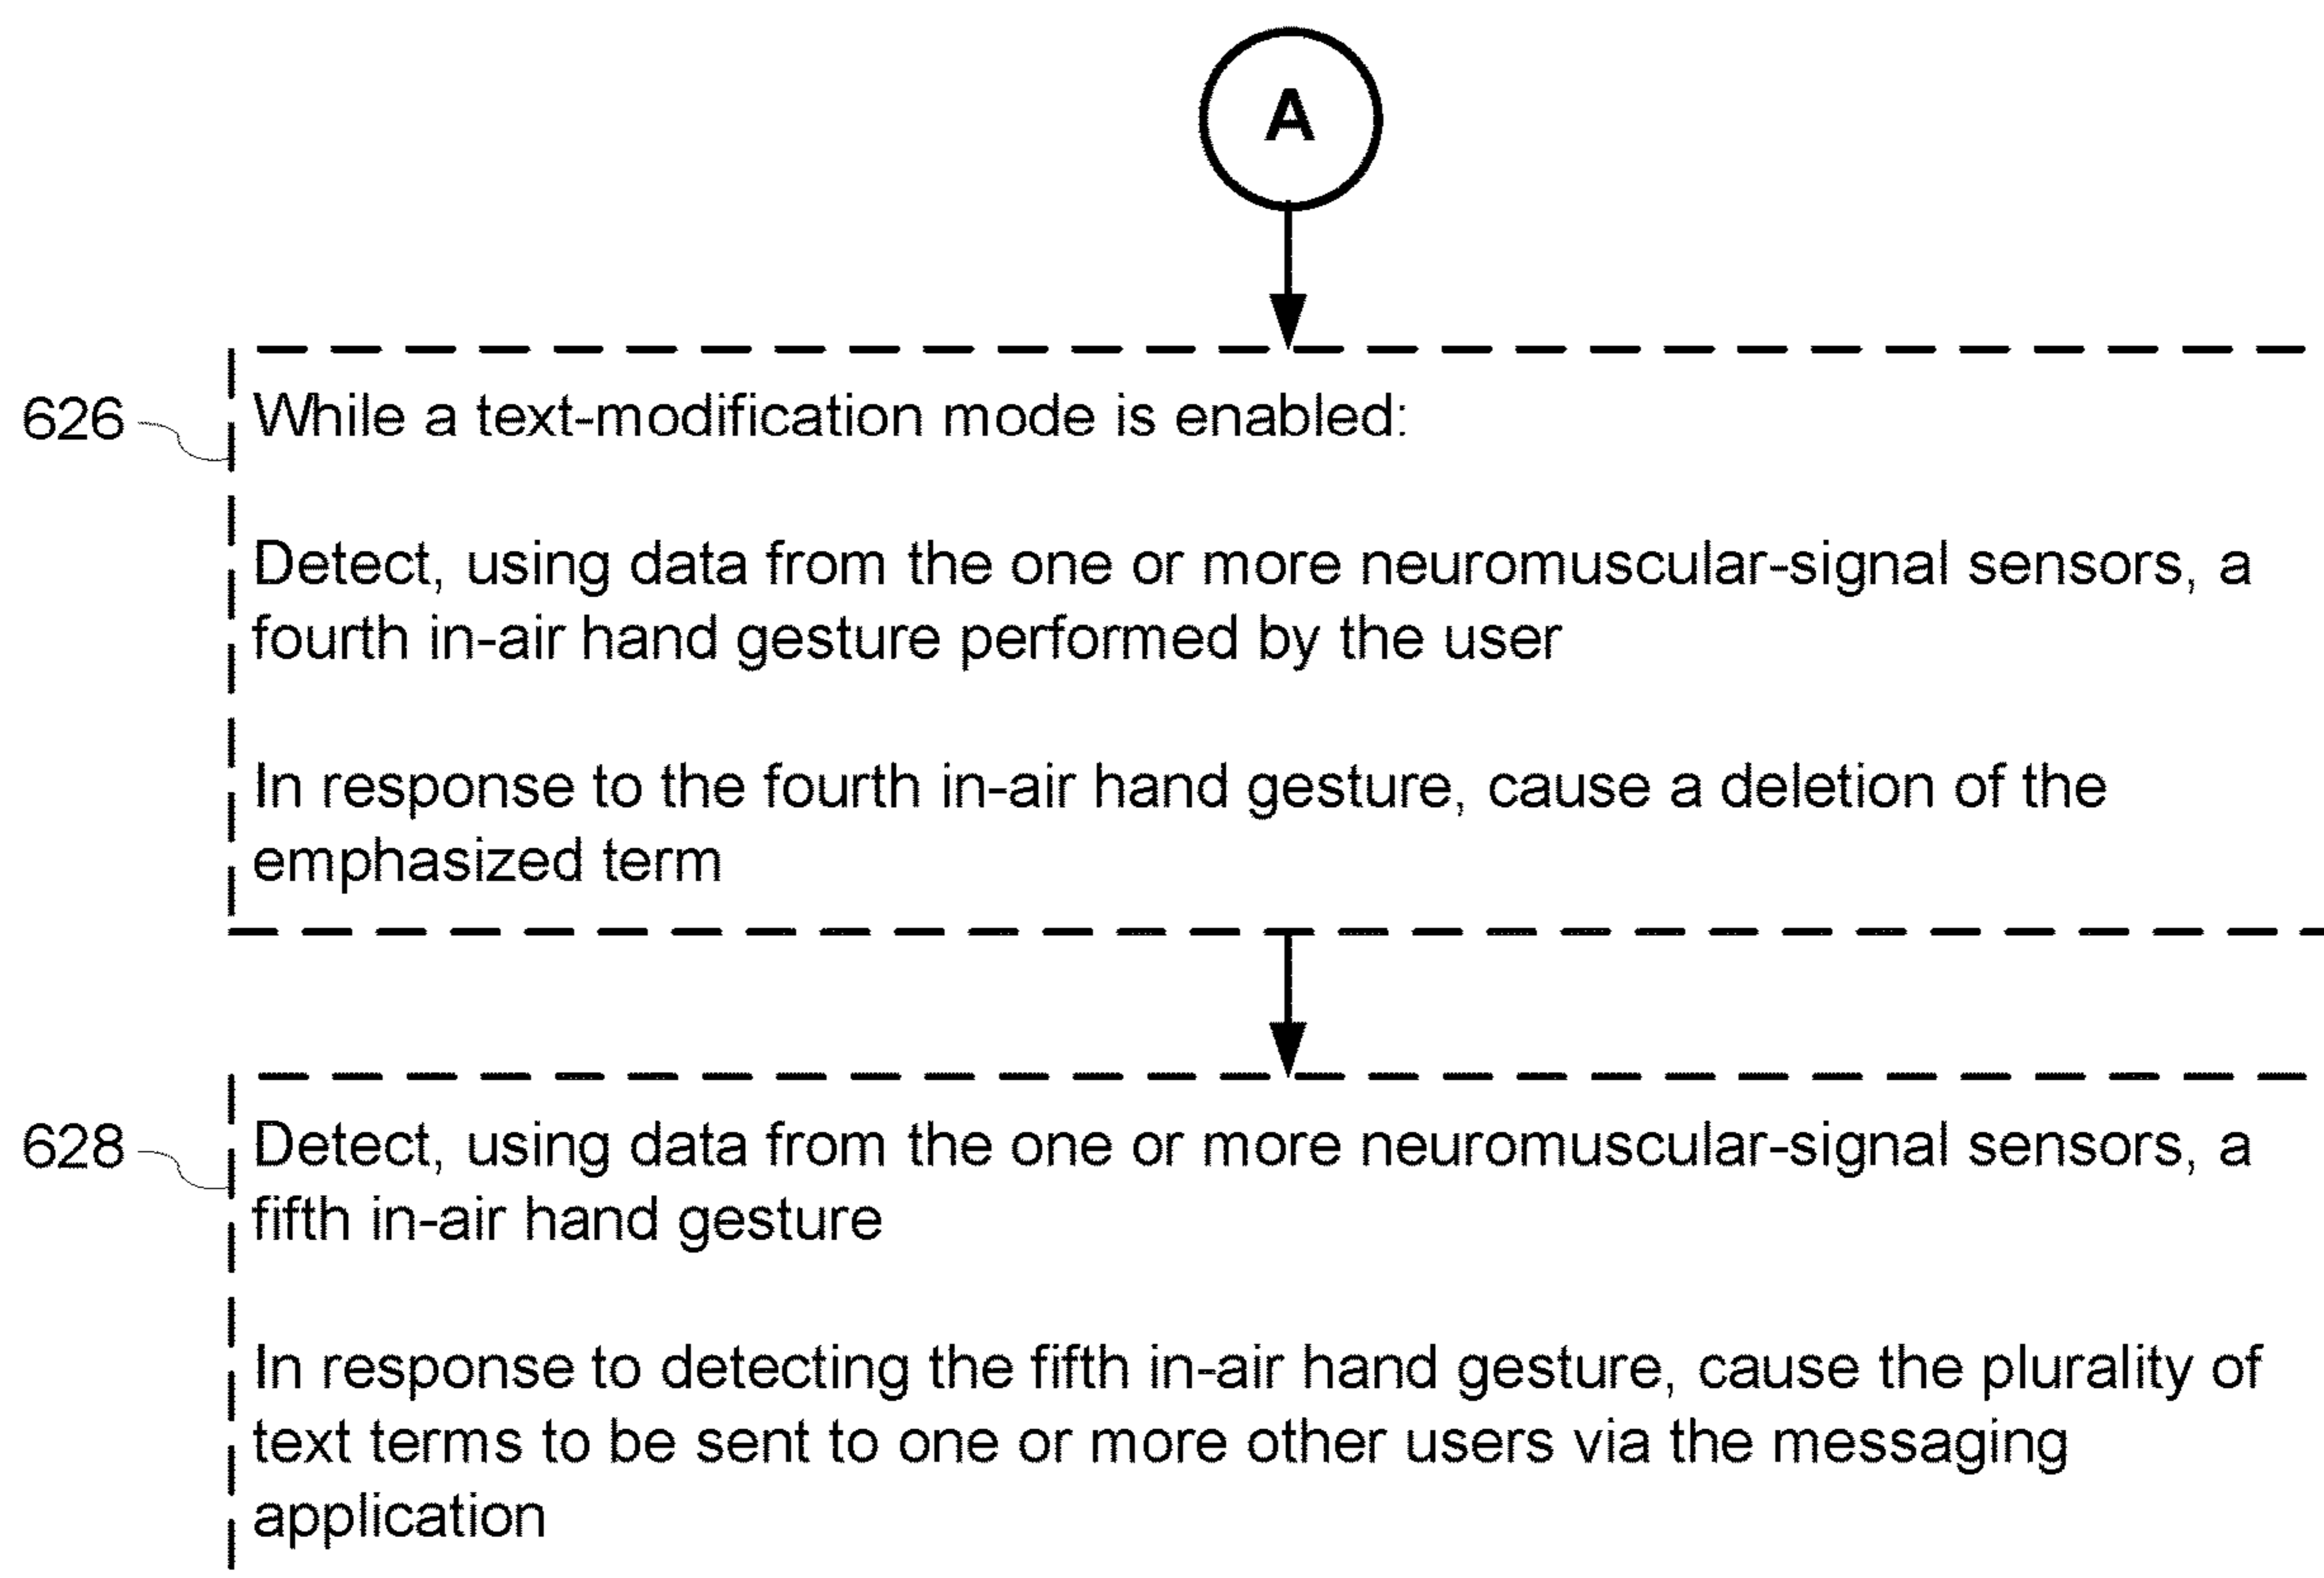 A
626
While a text-modification mode is enabled:
Detect, using data from the one or more neuromuscular-signal sensors, a
fourth in-air hand gesture performed by the user
In response to the fourth in-air hand gesture, cause a deletion of the
emphasized term
628
Detect, using data from the one or more neuromuscular-signal sensors, a
fifth in-air hand gesture
In response to detecting the fifth in-air hand gesture, cause the plurality of
text terms to be sent to one or more other users via the messaging
application